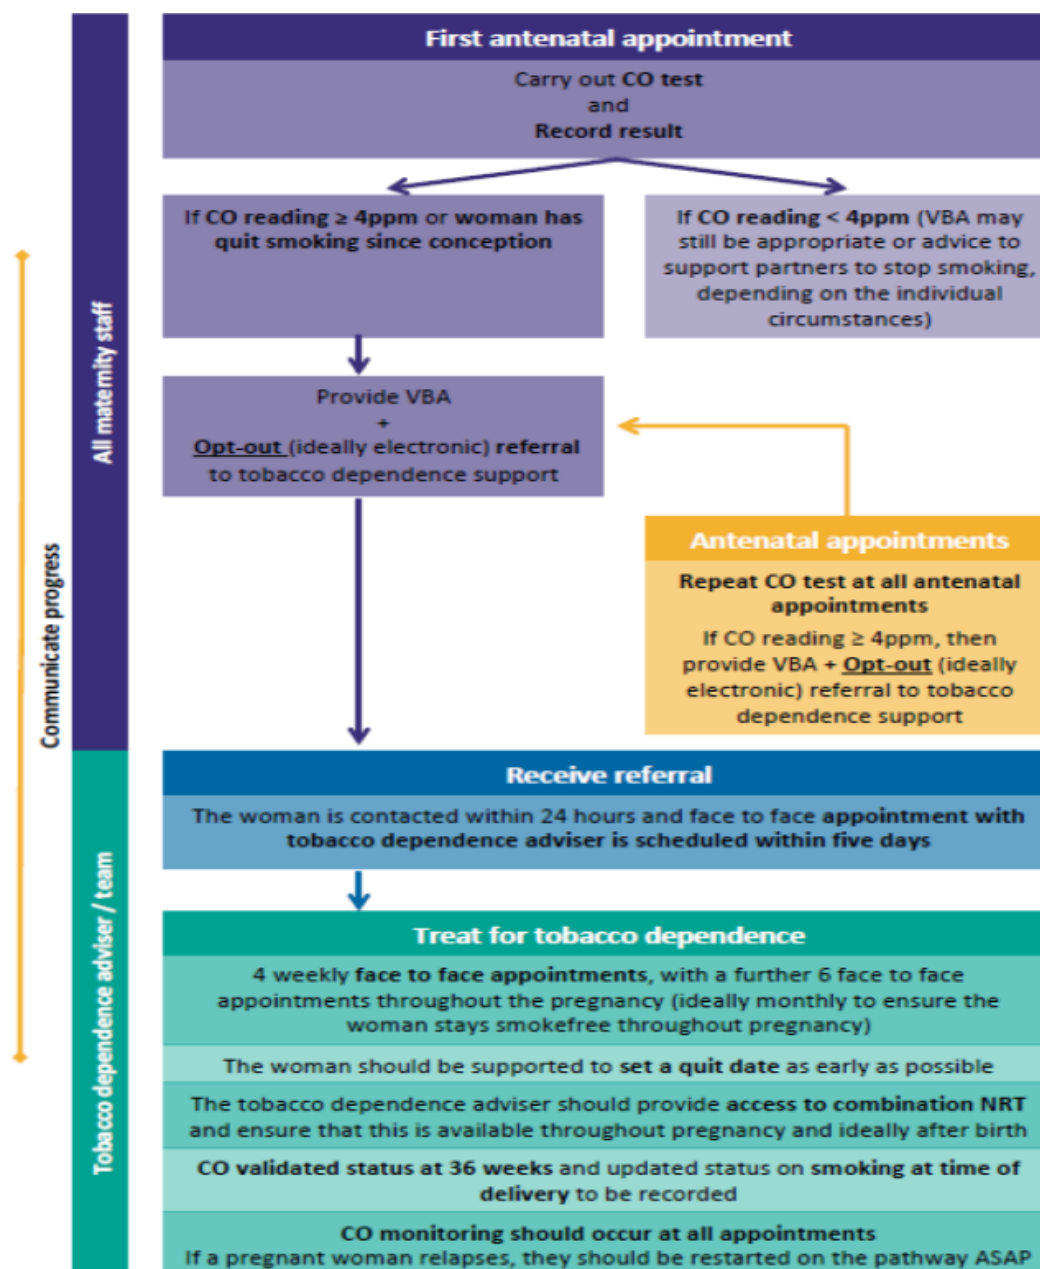 First antenatal appointment
Carry out CO test
and
Record result
If CO reading ≥ 4ppm or woman has
quit smoking since conception
If CO reading < 4ppm (VBA may
still be appropriate or advice to
support partners to stop smoking,
depending on the individual
circumstances)
Provide VBA
+
Opt-out (ideally electronic) referral
to tobacco dependence support
Antenatal appointments
Repeat CO test at all antenatal
appointments
If CO reading ≥ 4ppm, then
provide VBA + Opt-out (ideally
electronic) referral to tobacco
dependence support
All maternity staff
Communicate progress
Receive referral
The woman is contacted within 24 hours and face to face appointment with
tobacco dependence adviser is scheduled within five days
Treat for tobacco dependence
4 weekly face to face appointments, with a further 6 face to face
appointments throughout the pregnancy (ideally monthly to ensure the
woman stays smokefree throughout pregnancy)
The woman should be supported to set a quit date as early as possible
The tobacco dependence adviser should provide access to combination NRT
and ensure that this is available throughout pregnancy and ideally after birth
CO validated status at 36 weeks and updated status on smoking at time of
delivery to be recorded
CO monitoring should occur at all appointments
If a pregnant woman relapses, they should be restarted on the pathway ASAP
Tobacco dependence adviser / team